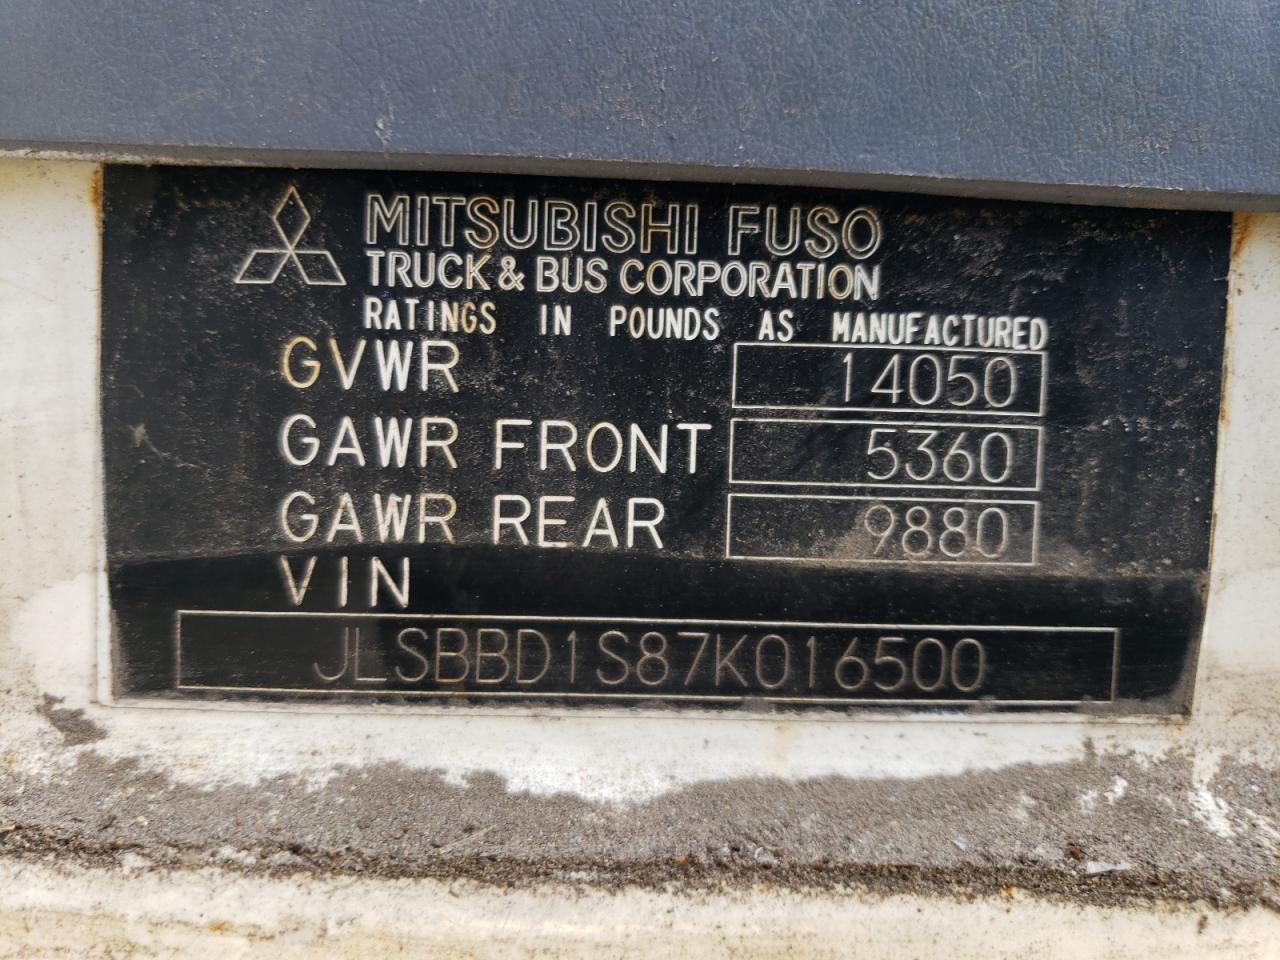 MITSUBISHI FUSO
TRUCK & BUS CORPORATION
RATINGS IN POUNDS AS MANUFACTURED
GVWR 14050
GAWR FRONT 5360
GAWR REAR 9880
VIN
JLSBBD1S87K016500